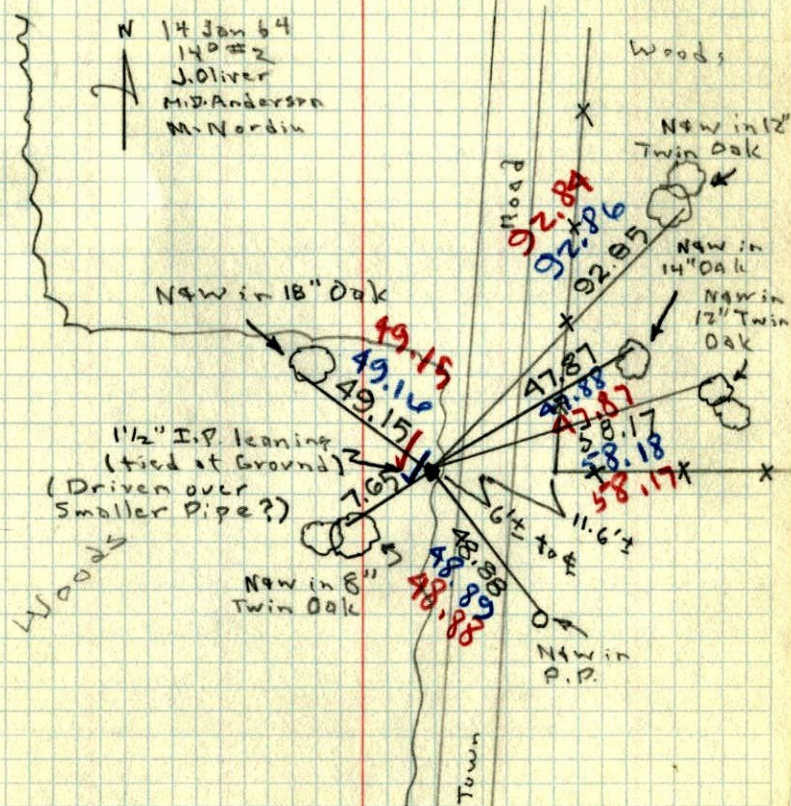 N
14 Jan 64
14° #2
J. Oliver
M.D. Anderson
M. Nordin
Woods
N&w in 12"
Twin Oak
Road
92.84
92.86
92.85
N&w in
14" Oak
N&w in
12" Twin
Oak
N&w in 18" Oak
49.15
49.16
49.15
47.87
47.88
47.87
58.17
58.18
58.17
1 1/2" I.P. leaning
(tied at Ground)
(Driven over
Smaller Pipe?)
7.65
6'± to ℄
11.6'±
Woods
N&w in 8"
Twin Oak
48.88
48.89
48.88
N&w in
P.P.
Town